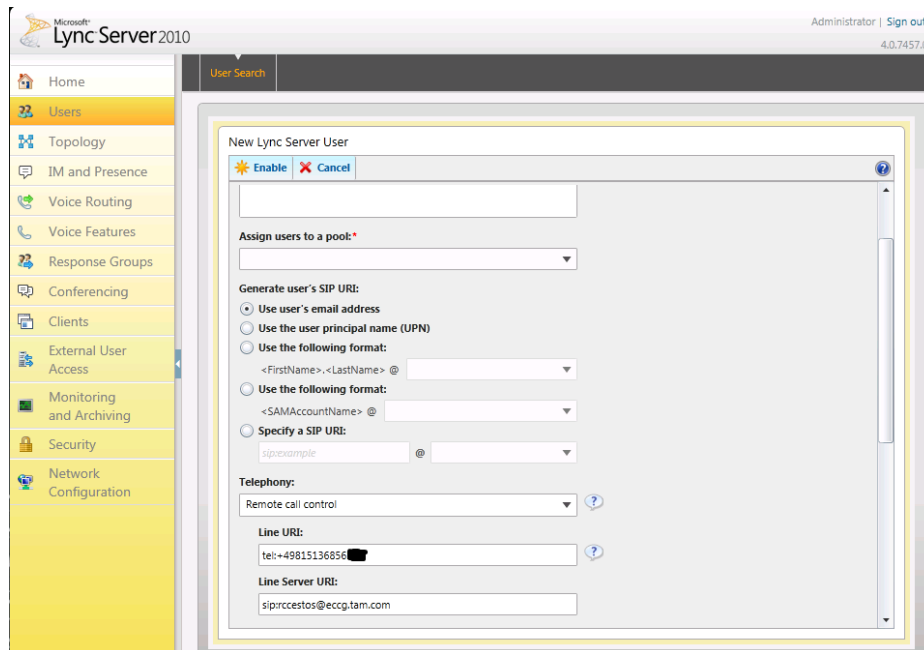 Microsoft®
Lync Server 2010
Administrator | Sign out
4.0.7457.0
Home
Users
Topology
IM and Presence
Voice Routing
Voice Features
Response Groups
Conferencing
Clients
External User
Access
Monitoring
and Archiving
Security
Network
Configuration
User Search
New Lync Server User
Enable
Cancel
Assign users to a pool:*
Generate user's SIP URI:
Use user's email address
Use the user principal name (UPN)
Use the following format:
<FirstName>.<LastName> @
Use the following format:
<SAMAccountName> @
Specify a SIP URI:
sip:example @
Telephony:
Remote call control
Line URI:
tel:+49815136856
Line Server URI:
sip:rccestos@eccg.tam.com